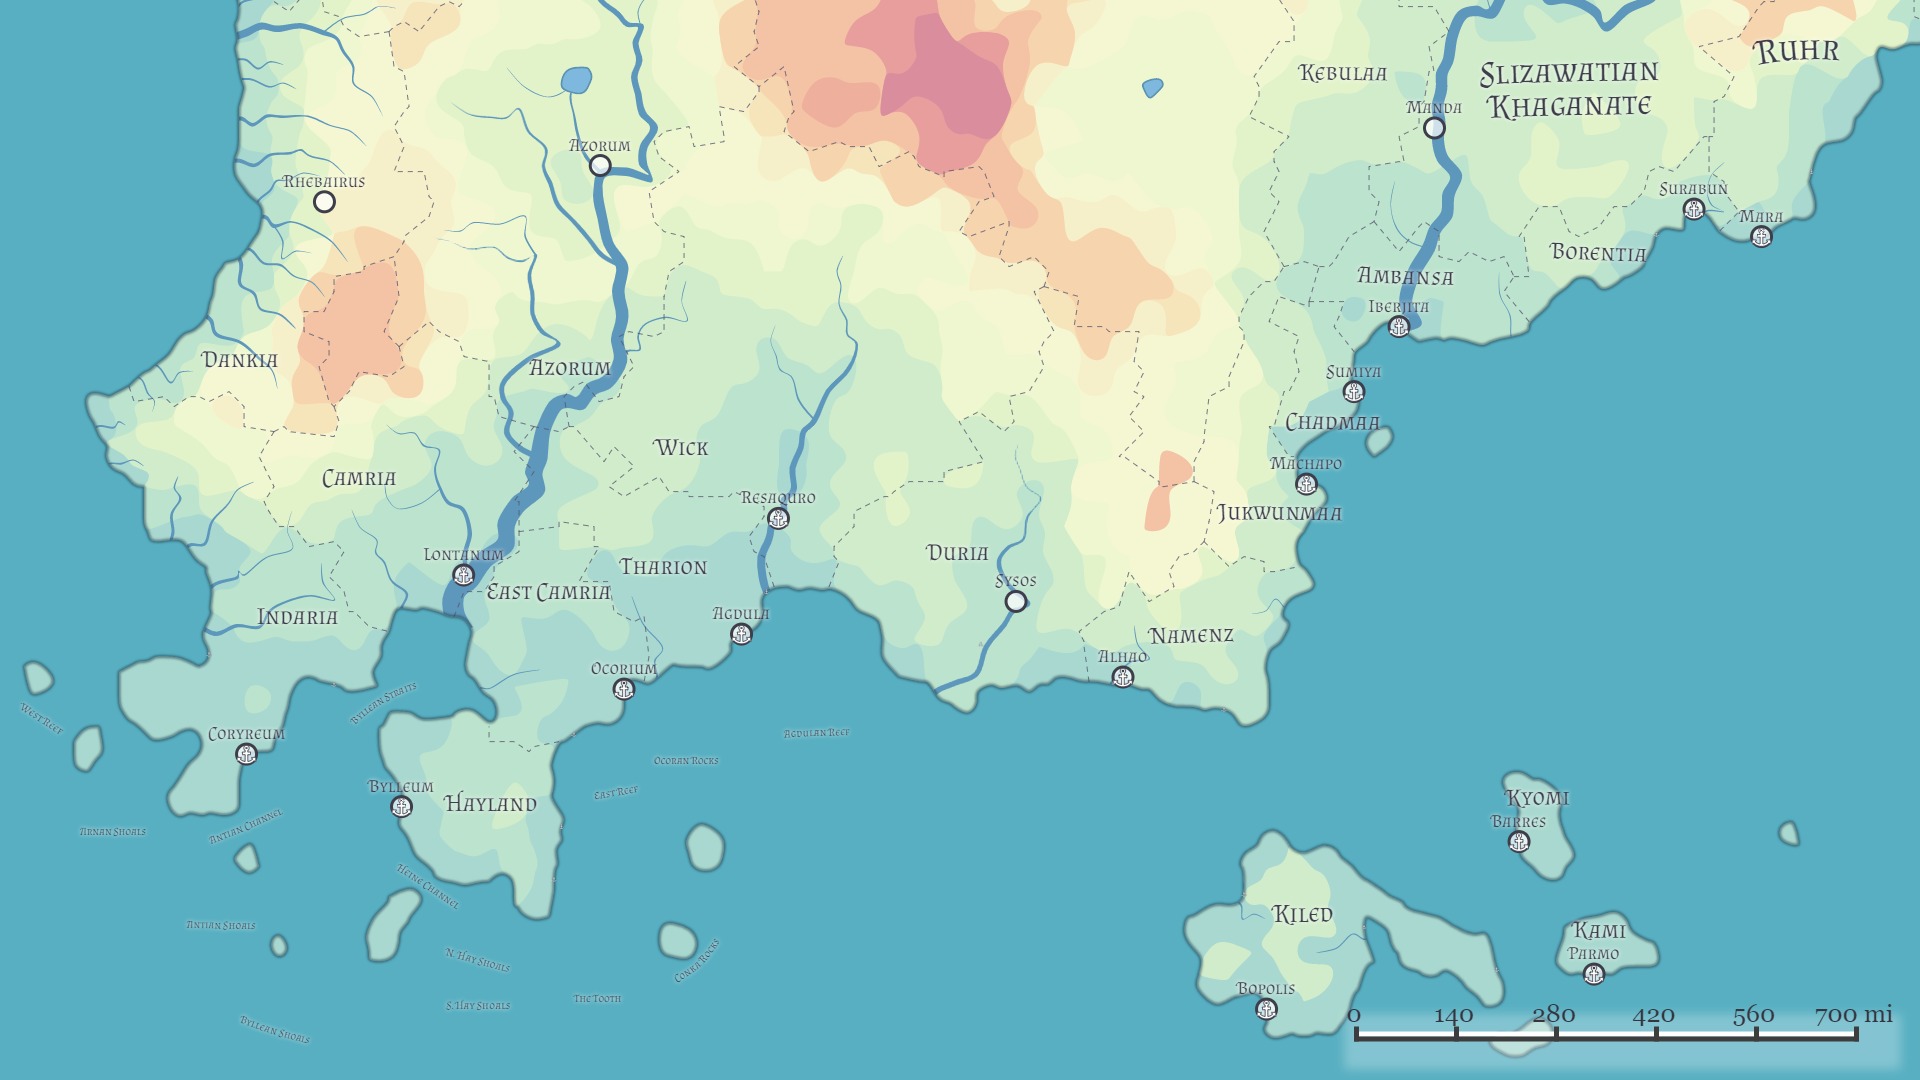 Ruhr
Slizawatian
Khaganate
Kebulaa
Manda
Azorum
Rhebairus
Surabun
Mara
Borentia
Ambansa
Iberjita
Dankia
Azorum
Sumiya
Chadmaa
Wick
Machapo
Camria
Resaouro
Jukwunmaa
Lontanum
Duria
Tharion
Sysos
East Camria
Indaria
Agdula
Namenz
Alhao
Ocorium
Byllean Straits
West Reef
Coryreum
Agdulan Reef
Ocoran Rocks
Bylleum
Hayland
East Reef
Kyomi
Barres
Arnan Shoals
Antian Channel
Heine Channel
Kiled
Antian Shoals
Kami
Parmo
N. Hay Shoals
Conka Rocks
Bopolis
The Tooth
S. Hay Shoals
Byllean Shoals
0 140 280 420 560 700 mi